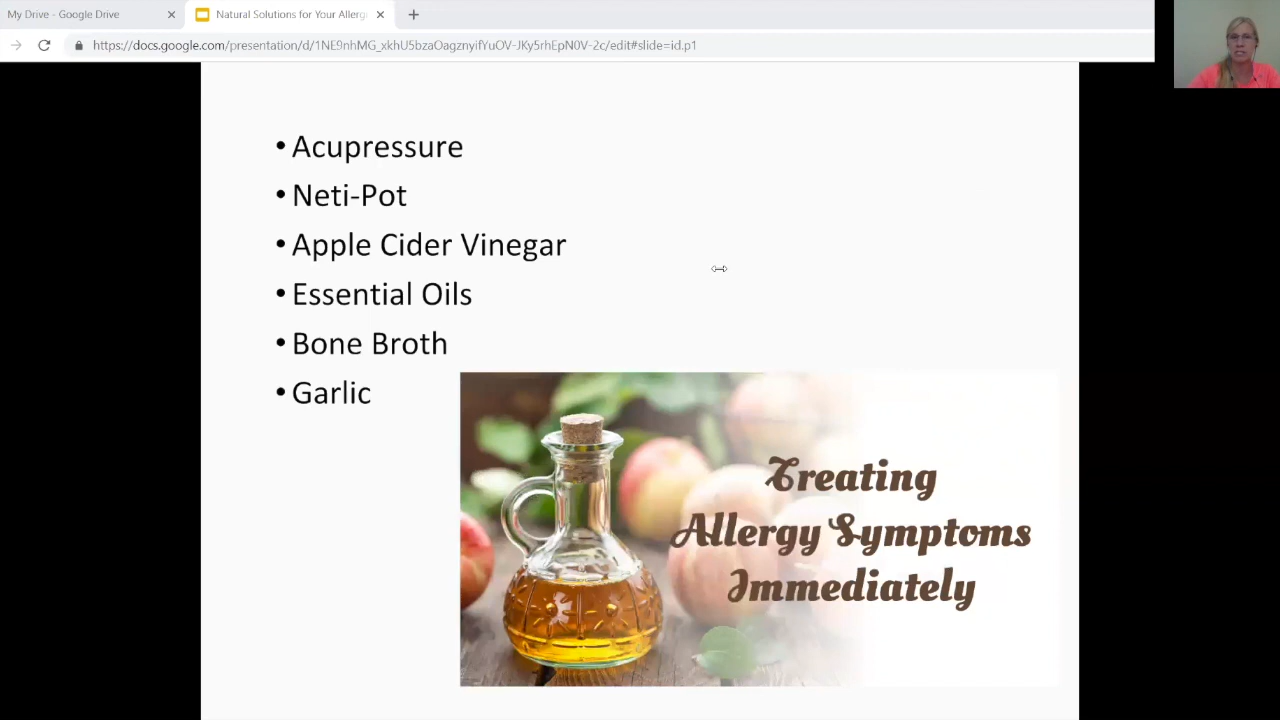 My Drive - Google Drive
Natural Solutions for Your Allerg
https://docs.google.com/presentation/d/1NE9nhMG_xkhU5bzaOagznyifYuOV-JKy5rhEpN0V-2c/edit#slide=id.p1
• Acupressure
• Neti-Pot
• Apple Cider Vinegar
• Essential Oils
• Bone Broth
• Garlic
Treating
Allergy Symptoms
Immediately